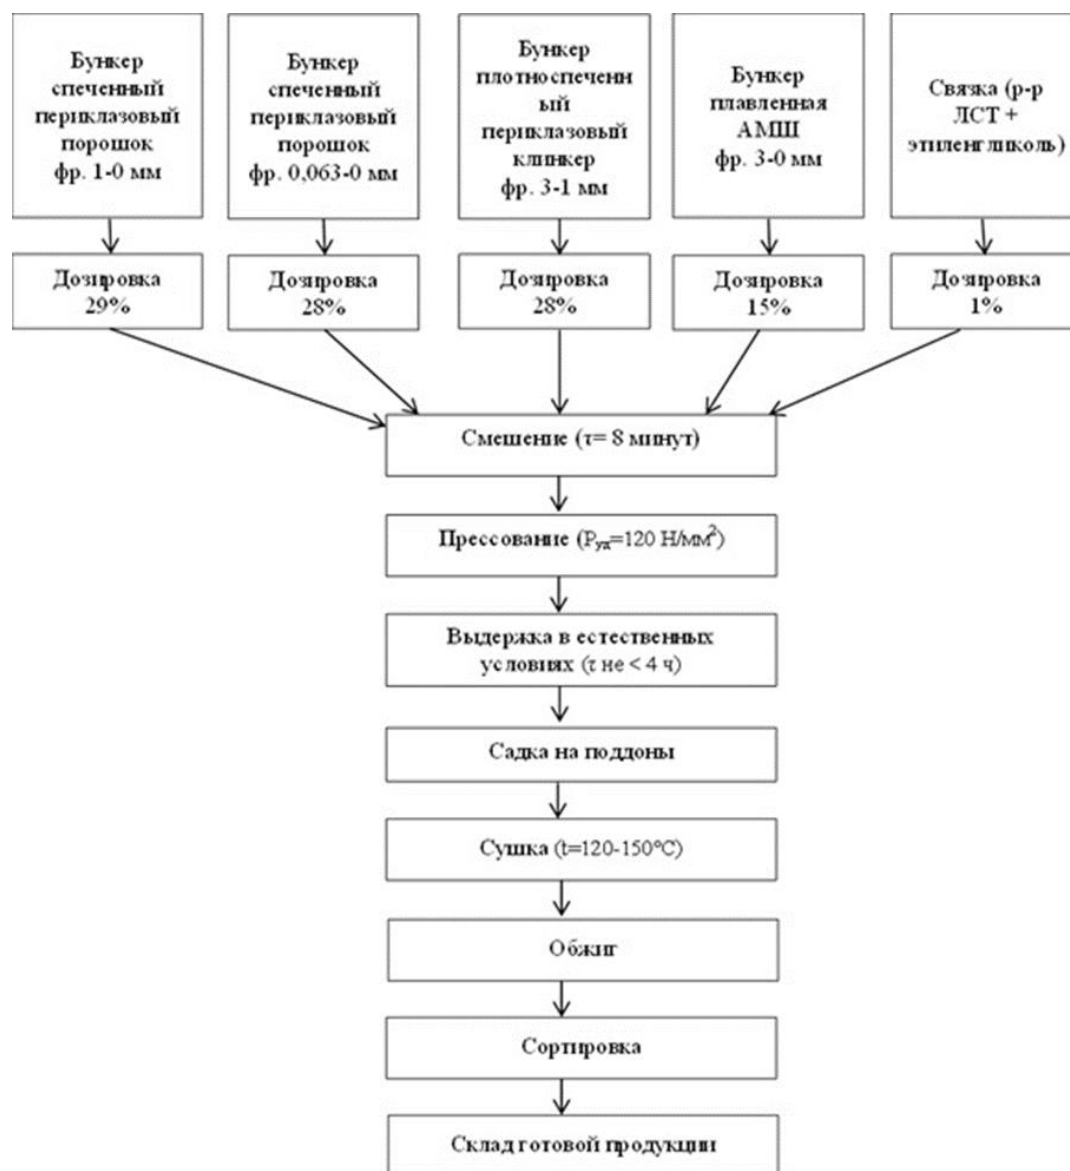 Бункер
спеченный
периклазовый
порошок
фр. 1-0 мм
Бункер
спеченный
периклазовый
порошок
фр. 0,063-0 мм
Бункер
плотноспеченн
ый
периклазовый
клинкер
фр. 3-1 мм
Бункер
плавленная
АМШ
фр. 3-0 мм
Связка (р-р
ЛСТ +
этиленгликоль)
Дозировка
29%
Дозировка
28%
Дозировка
28%
Дозировка
15%
Дозировка
1%
Смешение (τ= 8 минут)
Прессование (Pуд=120 Н/мм²)
Выдержка в естественных
условиях (τ не < 4 ч)
Садка на поддоны
Сушка (t=120-150°С)
Обжиг
Сортировка
Склад готовой продукции